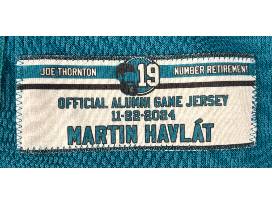 JOE THORNTON 19 NUMBER RETIREMENT
OFFICIAL ALUMNI GAME JERSEY
11-22-2024
MARTIN HAVLÁT